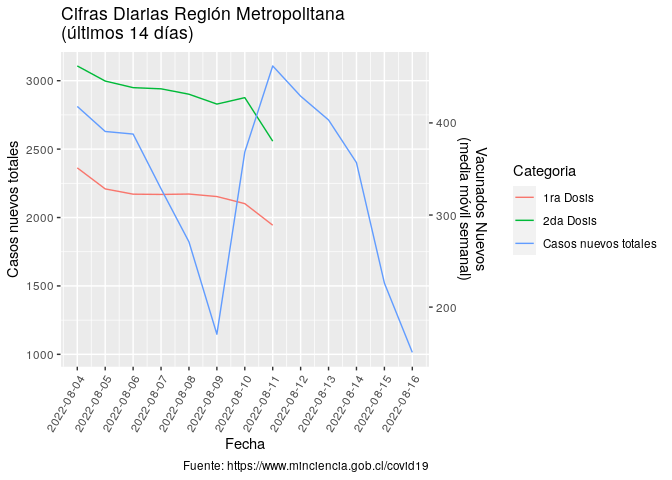 Cifras Diarias Región Metropolitana
(últimos 14 días)
Casos nuevos totales
3000
2500
2000
1500
1000
400
300
200
Vacunados Nuevos
(media móvil semanal)
Categoria
1ra Dosis
2da Dosis
Casos nuevos totales
2022-08-04
2022-08-05
2022-08-06
2022-08-07
2022-08-08
2022-08-09
2022-08-10
2022-08-11
2022-08-12
2022-08-13
2022-08-14
2022-08-15
2022-08-16
Fecha
Fuente: https://www.minciencia.gob.cl/covid19